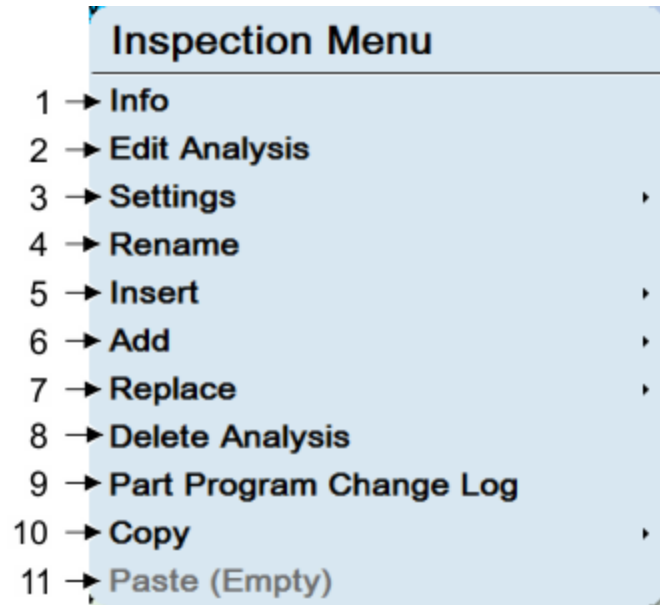 Inspection Menu
1 Info
2 Edit Analysis
3 Settings
4 Rename
5 Insert
6 Add
7 Replace
8 Delete Analysis
9 Part Program Change Log
10 Copy
11 Paste (Empty)